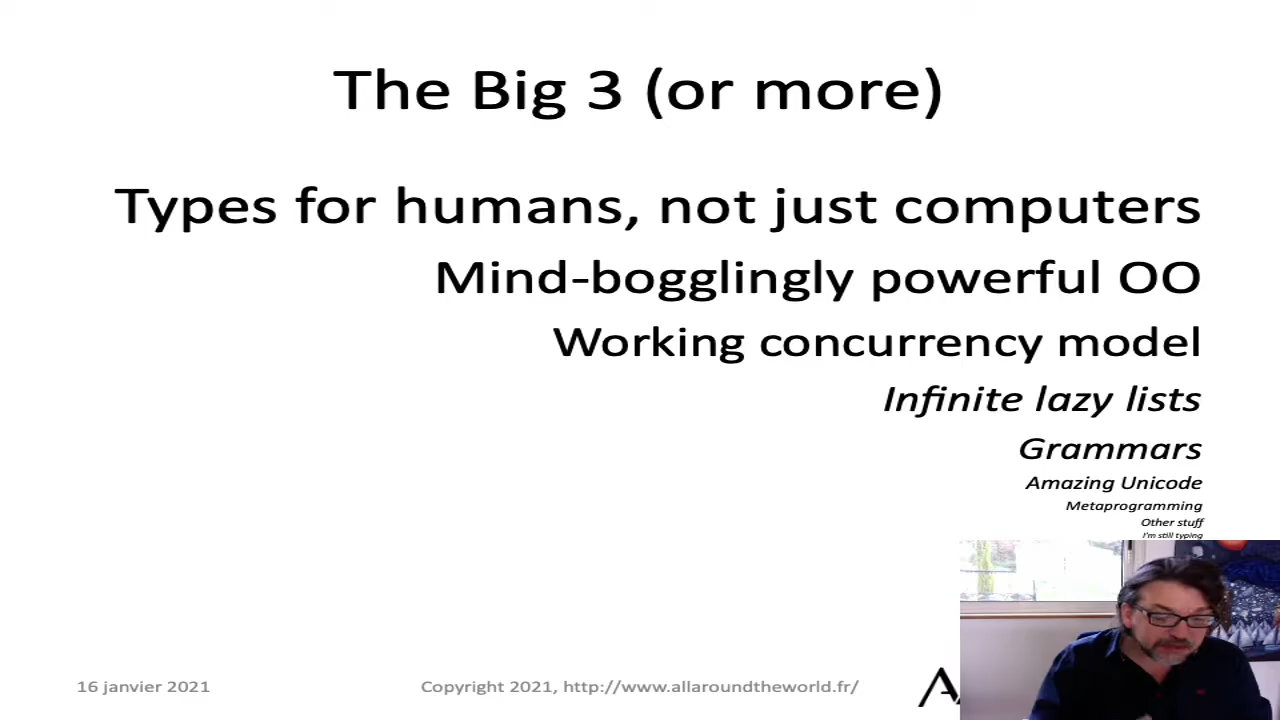 The Big 3 (or more)
Types for humans, not just computers
Mind-bogglingly powerful OO
Working concurrency model
Infinite lazy lists
Grammars
Amazing Unicode
Metaprogramming
Other stuff
I'm still typing
16 janvier 2021
Copyright 2021, http://www.allaroundtheworld.fr/